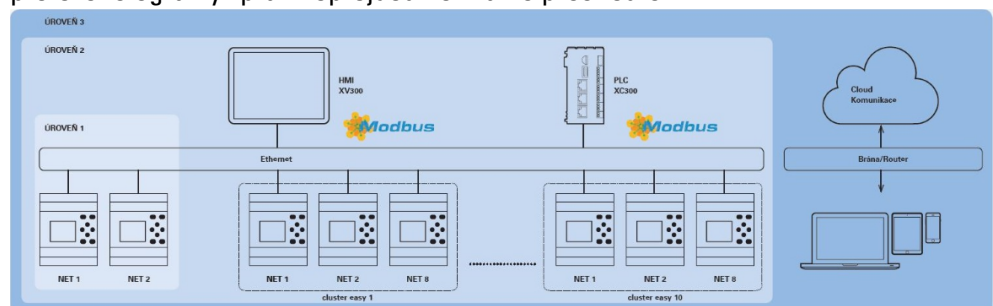 ÚROVEŇ 3
ÚROVEŇ 2
HMI
XV300
PLC
XC300
Cloud
Komunikace
Modbus
Modbus
ÚROVEŇ 1
Ethernet
Brána/Router
NET 1
NET 2
NET 1
NET 2
NET 8
NET 1
NET 2
NET 8
cluster easy 1
cluster easy 10